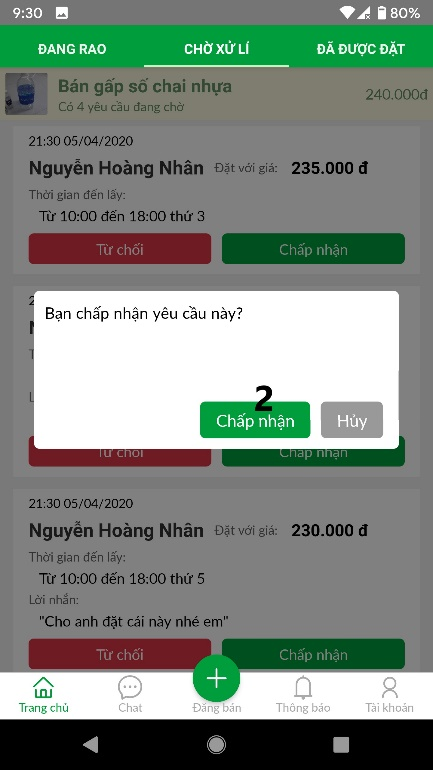 9:30 80%
ĐANG RAO CHỜ XỬ LÍ ĐÃ ĐƯỢC ĐẶT
Bán gấp số chai nhựa
Có 4 yêu cầu đang chờ 240.000đ
21:30 05/04/2020
Nguyễn Hoàng Nhân Đặt với giá: 235.000 đ
Thời gian đến lấy:
Từ 10:00 đến 18:00 thứ 3
Từ chối Chấp nhận
Bạn chấp nhận yêu cầu này?
2
Chấp nhận Hủy
Từ chối Chấp nhận
21:30 05/04/2020
Nguyễn Hoàng Nhân Đặt với giá: 230.000 đ
Thời gian đến lấy:
Từ 10:00 đến 18:00 thứ 5
Lời nhắn:
"Cho anh đặt cái này nhé em"
Từ chối Chấp nhận
Trang chủ Chat Đăng bán Thông báo Tài khoản